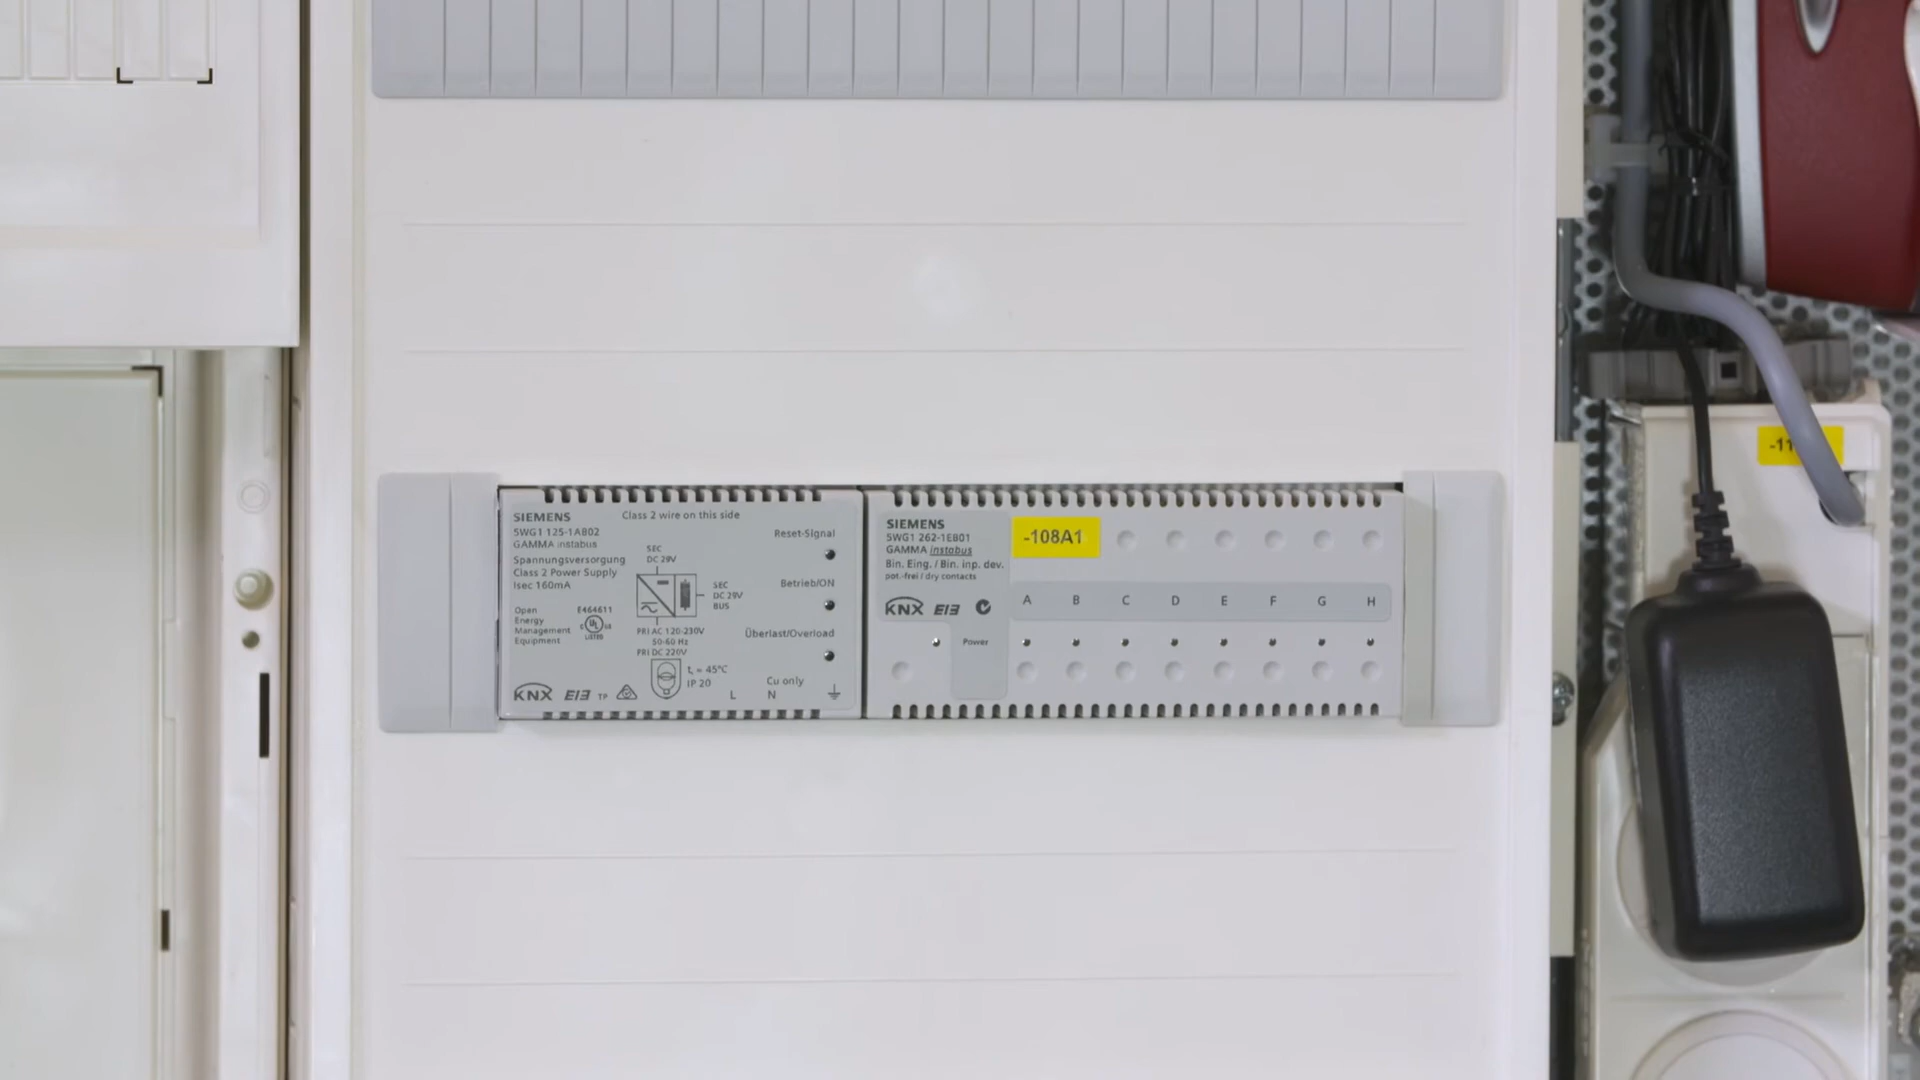 SIEMENS
5WG1 125-1AB02
GAMMA instabus
Spannungsversorgung
Class 2 Power Supply
Isec 160mA
Open
Energy
Management
Equipment
E464611
C UL US
LISTED
KNX EIB TP
Class 2 wire on this side
SEC
DC 29V
SEC
DC 29V
BUS
PRI AC 120-230V
50-60 Hz
PRI DC 220V
IP 20
L N
Cu only
Reset-Signal
Betrieb/ON
Überlast/Overload
SIEMENS
5WG1 262-1EB01
GAMMA instabus
Bin. Eing. / Bin. inp. dev.
pot.-frei / dry contacts
KNX EIB
Power
-108A1
A B C D E F G H